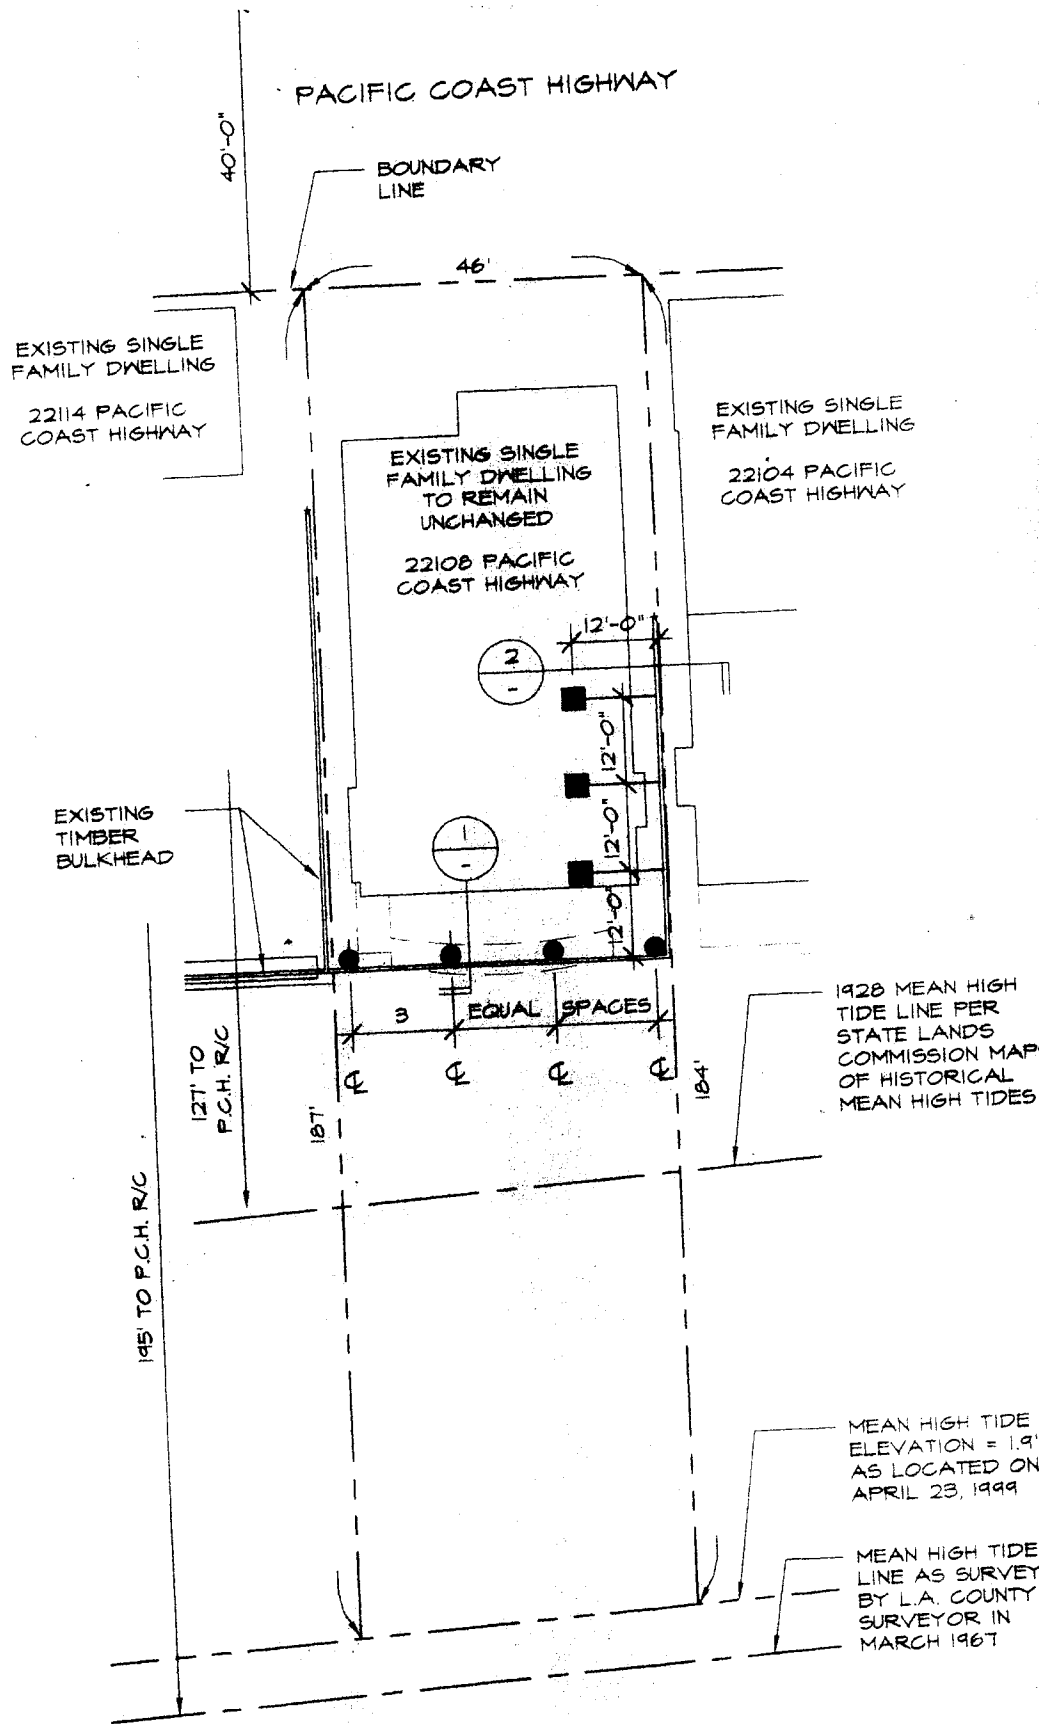 PACIFIC COAST HIGHWAY
40'-0"
BOUNDARY
LINE
46'
EXISTING SINGLE
FAMILY DWELLING
22114 PACIFIC
COAST HIGHWAY
EXISTING SINGLE
FAMILY DWELLING
TO REMAIN
UNCHANGED
22108 PACIFIC
COAST HIGHWAY
EXISTING SINGLE
FAMILY DWELLING
22104 PACIFIC
COAST HIGHWAY
12'-0"
2
-
12'-0"
12'-0"
12'-0"
1
-
EXISTING
TIMBER
BULKHEAD
3 EQUAL SPACES
℄ ℄ ℄ ℄
127' TO
P.C.H. R/C
187'
184'
195' TO P.C.H. R/C
1928 MEAN HIGH
TIDE LINE PER
STATE LANDS
COMMISSION MAP
OF HISTORICAL
MEAN HIGH TIDES
MEAN HIGH TIDE
ELEVATION = 1.9'
AS LOCATED ON
APRIL 23, 1999
MEAN HIGH TIDE
LINE AS SURVEY
BY L.A. COUNTY
SURVEYOR IN
MARCH 1967